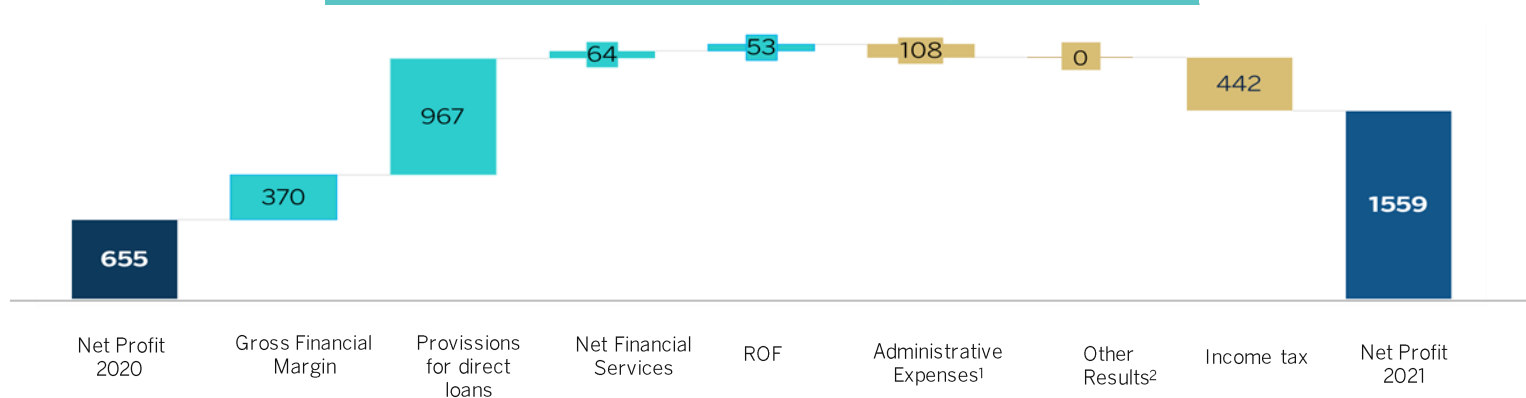 655
370
967
64
53
108
0
442
1559
Net Profit
2020
Gross Financial
Margin
Provissions
for direct
loans
Net Financial
Services
ROF
Administrative
Expenses¹
Other
Results²
Income tax
Net Profit
2021